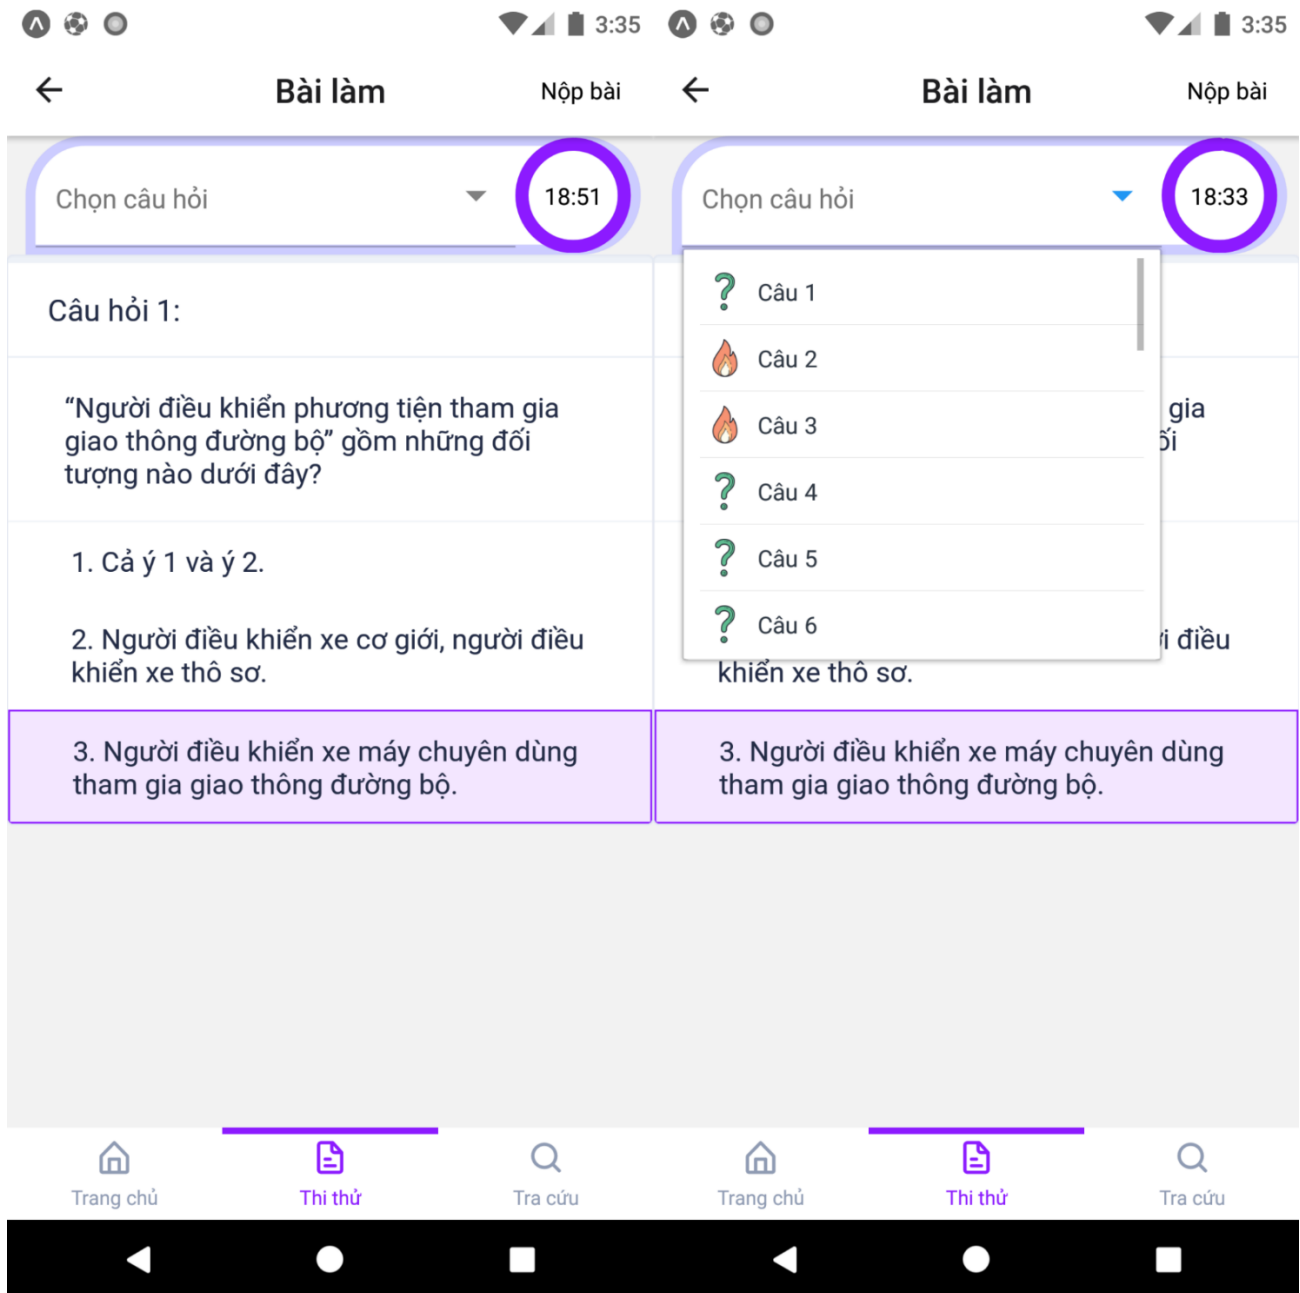 3:35
Bài làm
Nộp bài
Chọn câu hỏi
18:51
Câu hỏi 1:
“Người điều khiển phương tiện tham gia
giao thông đường bộ” gồm những đối
tượng nào dưới đây?
1. Cả ý 1 và ý 2.
2. Người điều khiển xe cơ giới, người điều
khiển xe thô sơ.
3. Người điều khiển xe máy chuyên dùng
tham gia giao thông đường bộ.
Trang chủ
Thi thử
Tra cứu
3:35
Bài làm
Nộp bài
Chọn câu hỏi
18:33
Câu 1
Câu 2
Câu 3
gia
Câu 4
Câu 5
Câu 6
điều
khiển xe thô sơ.
3. Người điều khiển xe máy chuyên dùng
tham gia giao thông đường bộ.
Trang chủ
Thi thử
Tra cứu